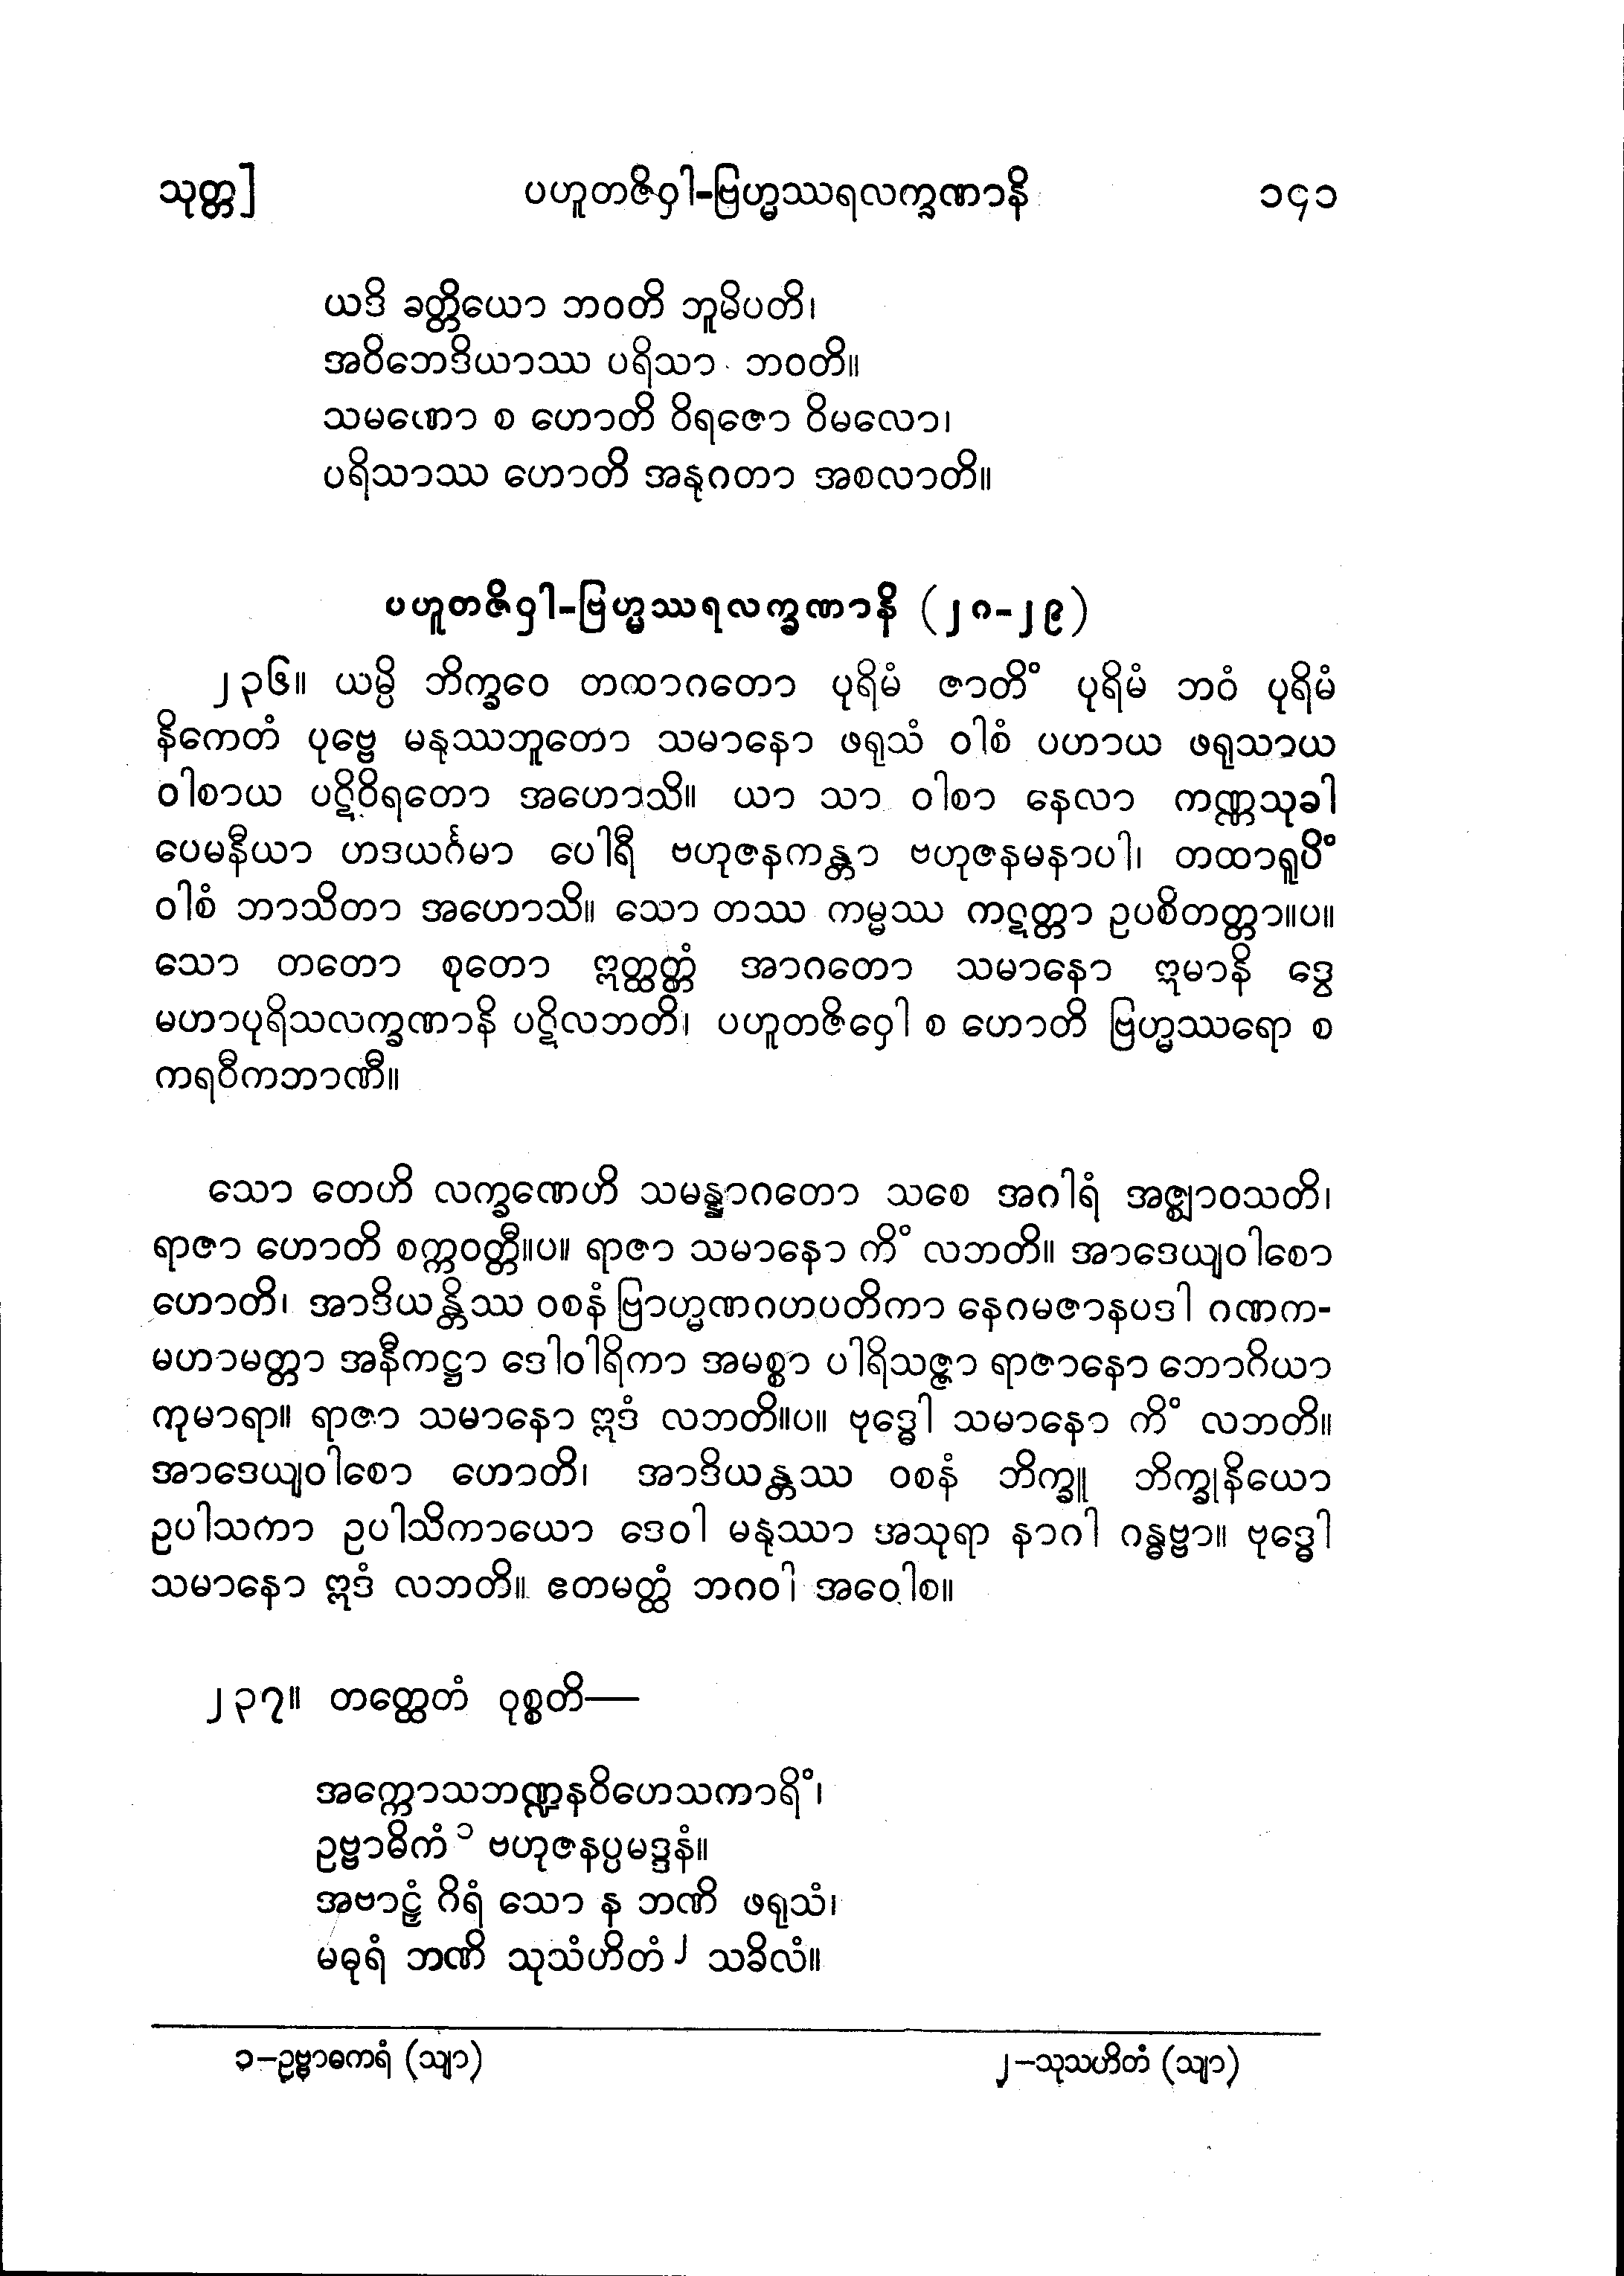 သုတ္တ] ပဟူတဇိဝှါ-ဗြဟ္မဿရလက္ခဏာနိ ၁၄၁
ယဒိ ခတ္တိယော ဘဝတိ ဘူမိပတိ၊
အဝိဘေဒိယာဿ ပရိသာ ဘဝတိ။
သမဏော စ ဟောတိ ဝိရဇော ဝိမလော၊
ပရိသာဿ ဟောတိ အနုဂတာ အစလာတိ။
ပဟူတဇိဝှါ-ဗြဟ္မဿရလက္ခဏာနိ (၂၈-၂၉)
၂၃၆။ ယမ္ပိ ဘိက္ခဝေ တထာဂတော ပုရိမံ ဇာတိံ ပုရိမံ ဘဝံ ပုရိမံ
နိကေတံ ပုဗ္ဗေ မနုဿဘူတော သမာနော ဖရုသံ ဝါစံ ပဟာယ ဖရုသာယ
ဝါစာယ ပဋိဝိရတော အဟောသိ။ ယာ သာ ဝါစာ နေလာ ကဏ္ဏသုခါ
ပေမနီယာ ဟဒယင်္ဂမာ ပေါရီ ဗဟုဇနကန္တာ ဗဟုဇနမနာပါ၊ တထာရူပိံ
ဝါစံ ဘာသိတာ အဟောသိ။ သော တဿ ကမ္မဿ ကဋတ္တာ ဥပစိတတ္တာ။ပ။
သော တတော စုတော ဣတ္ထတ္တံ အာဂတော သမာနော ဣမာနိ ဒွေ
မဟာပုရိသလက္ခဏာနိ ပဋိလဘတိ၊ ပဟူတဇိဝှေါ စ ဟောတိ ဗြဟ္မဿရော စ
ကရဝီကဘာဏီ။
သော တေဟိ လက္ခဏေဟိ သမန္နာဂတော သစေ အဂါရံ အဇ္ဈာဝသတိ၊
ရာဇာ ဟောတိ စက္ကဝတ္တီ။ပ။ ရာဇာ သမာနော ကိံ လဘတိ။ အာဒေယျဝါစော
ဟောတိ၊ အာဒိယန္တိဿ ဝစနံ ဗြာဟ္မဏဂဟပတိကာ နေဂမဇာနပဒါ ဂဏက-
မဟာမတ္တာ အနီကဋ္ဌာ ဒေါဝါရိကာ အမစ္စာ ပါရိသဇ္ဇာ ရာဇာနော ဘောဂိယာ
ကုမာရာ။ ရာဇာ သမာနော ဣဒံ လဘတိ။ပ။ ဗုဒ္ဓေါ သမာနော ကိံ လဘတိ။
အာဒေယျဝါစော ဟောတိ၊ အာဒိယန္တဿ ဝစနံ ဘိက္ခူ ဘိက္ခုနိယော
ဥပါသကာ ဥပါသိကာယော ဒေဝါ မနုဿာ အသုရာ နာဂါ ဂန္ဓဗ္ဗာ။ ဗုဒ္ဓေါ
သမာနော ဣဒံ လဘတိ။ ဧတမတ္ထံ ဘဂဝါ အဝေါစ။
၂၃၇။ တတ္ထေတံ ဝုစ္စတိ—
အက္ကောသဘဏ္ဍနဝိဟေသကာရိံ၊
ဥဗ္ဗာဓိကံ ၁ ဗဟုဇနပ္ပမဒ္ဒနံ။
အဗာဠှံ ဂိရံ သော န ဘဏိ ဖရုသံ၊
မဓုရံ ဘဏိ သုသံဟိတံ ၂ သခိလံ။
၁-ဥဗ္ဗာဓကရံ (သျာ) ၂-သုသဟိတံ (သျာ)